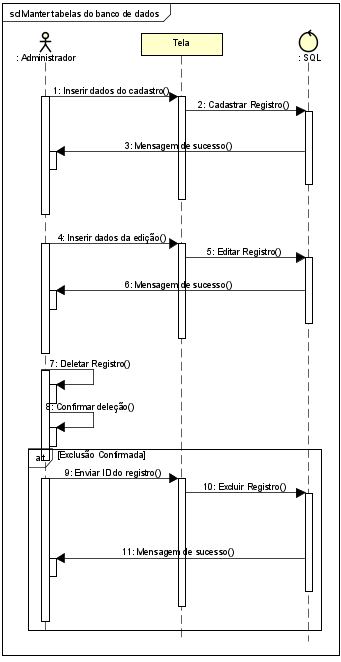 sd Manter tabelas do banco de dados
: Administrador
Tela
: SQL
1: Inserir dados do cadastro()
2: Cadastrar Registro()
3: Mensagem de sucesso()
4: Inserir dados da edição()
5: Editar Registro()
6: Mensagem de sucesso()
7: Deletar Registro()
8: Confirmar deleção()
alt
[Exclusão Confirmada]
9: Enviar ID do registro()
10: Excluir Registro()
11: Mensagem de sucesso()